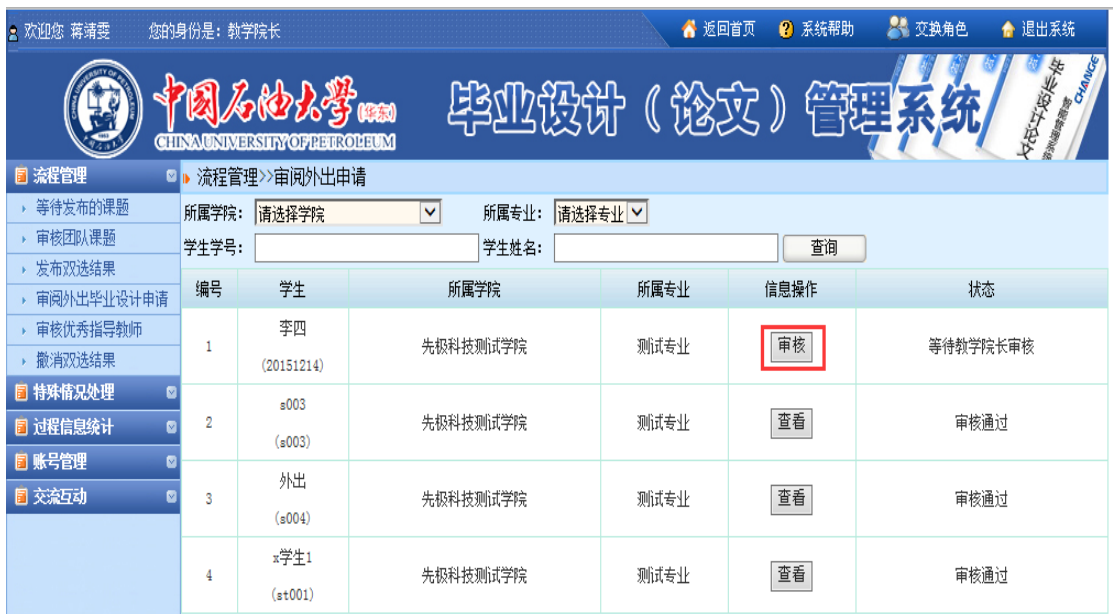 欢迎您 蒋清雯 您的身份是：教学院长 返回首页 系统帮助 交换角色 退出系统
中国石油大学(华东) 毕业设计（论文）管理系统
CHINA UNIVERSITY OF PETROLEUM
流程管理
流程管理>>审阅外出申请
等待发布的课题
所属学院： 请选择学院 所属专业： 请选择专业
审核团队课题
学生学号： 学生姓名： 查询
发布双选结果
审阅外出毕业设计申请
审核优秀指导教师
撤消双选结果
特殊情况处理
过程信息统计
账号管理
交流互动
编号 学生 所属学院 所属专业 信息操作 状态
1 李四 (20151214) 先极科技测试学院 测试专业 审核 等待教学院长审核
2 s003 (s003) 先极科技测试学院 测试专业 查看 审核通过
3 外出 (s004) 先极科技测试学院 测试专业 查看 审核通过
4 x学生1 (st001) 先极科技测试学院 测试专业 查看 审核通过